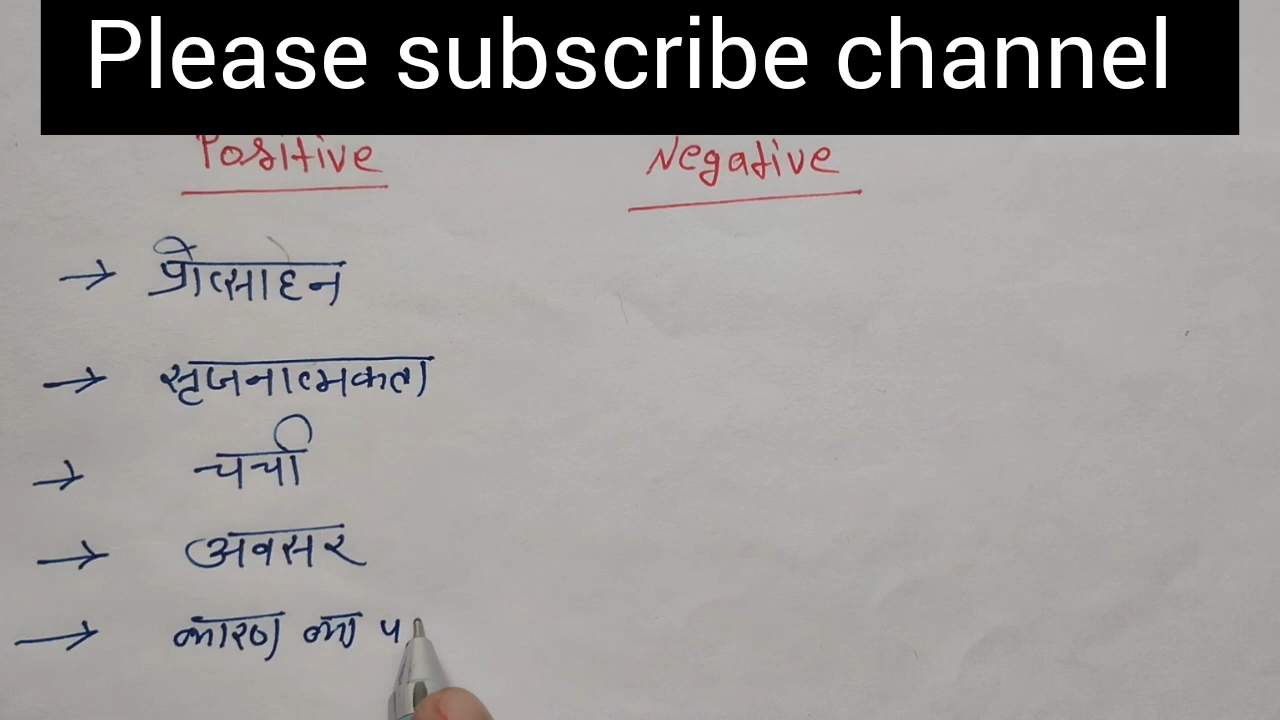 Please subscribe channel
Positive Negative
→ प्रोत्साहन
→ सृजनात्मकता
→ चर्चा
→ अवसर
→ कारण का प